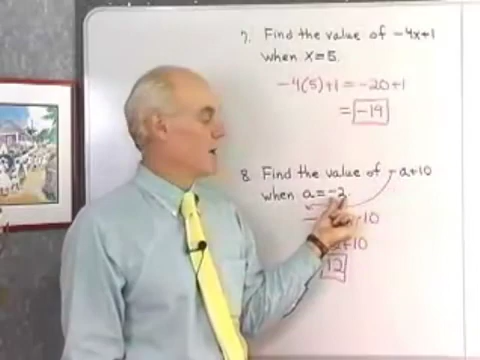 7. Find the value of -4x+1
when x=5.
-4(5)+1 = -20+1
= -19
8. Find the value of -a+10
when a=-2.
10
+10
12